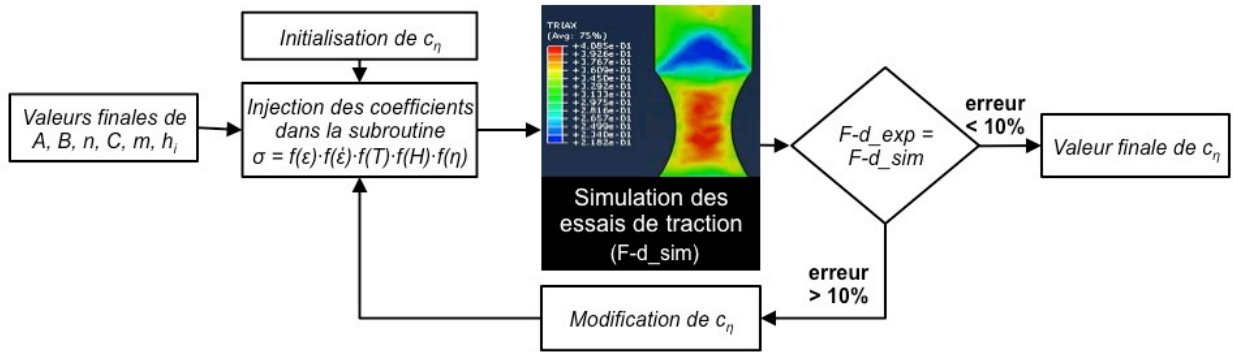 Initialisation de cη
Valeurs finales de
A, B, n, C, m, hi
Injection des coefficients
dans la subroutine
σ = f(ε)·f(ε̇)·f(T)·f(H)·f(η)
TRIAX
(Avg: 75%)
+4.085e-01
+3.926e-01
+3.767e-01
+3.609e-01
+3.450e-01
+3.292e-01
+3.133e-01
+2.975e-01
+2.816e-01
+2.657e-01
+2.499e-01
+2.340e-01
+2.182e-01
Simulation des
essais de traction
(F-d_sim)
F-d_exp =
F-d_sim
erreur
< 10%
Valeur finale de cη
erreur
> 10%
Modification de cη